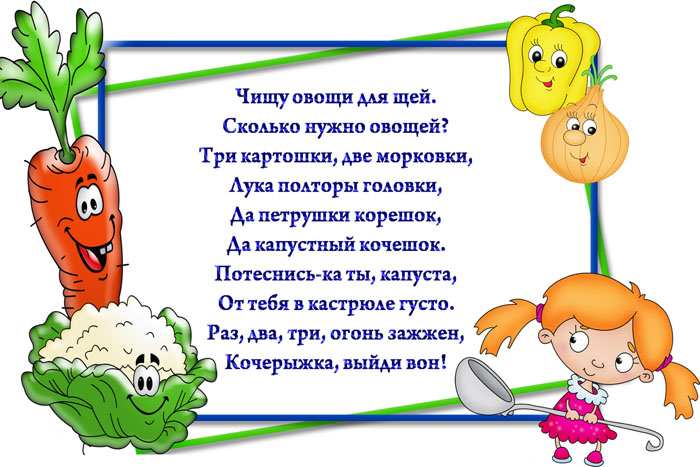 Чищу овощи для щей.
Сколько нужно овощей?
Три картошки, две морковки,
Лука полторы головки,
Да петрушки корешок,
Да капустный кочешок.
Потеснись-ка ты, капуста,
От тебя в кастрюле густо.
Раз, два, три, огонь зажжен,
Кочерыжка, выйди вон!